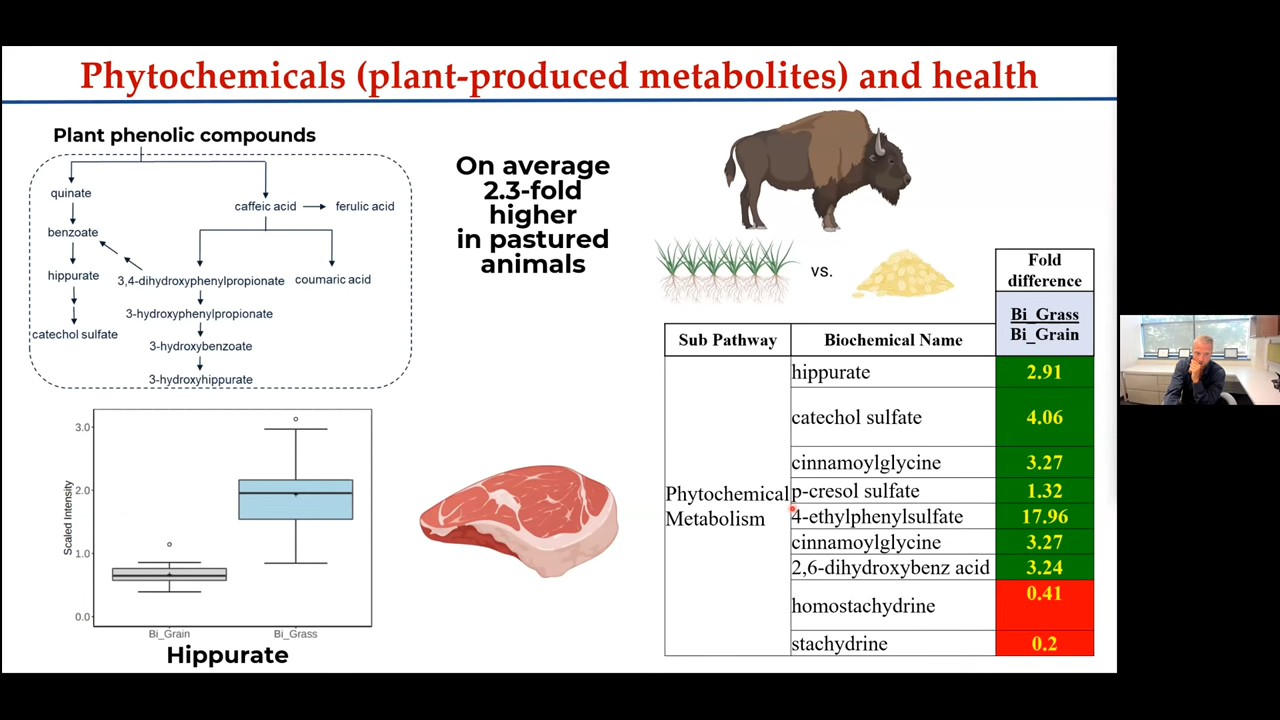 Phytochemicals (plant-produced metabolites) and health
Plant phenolic compounds
quinate
caffeic acid
ferulic acid
benzoate
hippurate
3,4-dihydroxyphenylpropionate
coumaric acid
3-hydroxyphenylpropionate
catechol sulfate
3-hydroxybenzoate
3-hydroxyhippurate
On average
2.3-fold
higher
in pastured
animals
vs.
3.0
2.0
1.0
0.0
Scaled Intensity
Bi_Grain
Bi_Grass
Hippurate
Fold
difference
Bi_Grass
Bi_Grain
Sub Pathway
Biochemical Name
Phytochemical
Metabolism
hippurate 2.91
catechol sulfate 4.06
cinnamoylglycine 3.27
p-cresol sulfate 1.32
4-ethylphenylsulfate 17.96
cinnamoylglycine 3.27
2,6-dihydroxybenz acid 3.24
homostachydrine 0.41
stachydrine 0.2